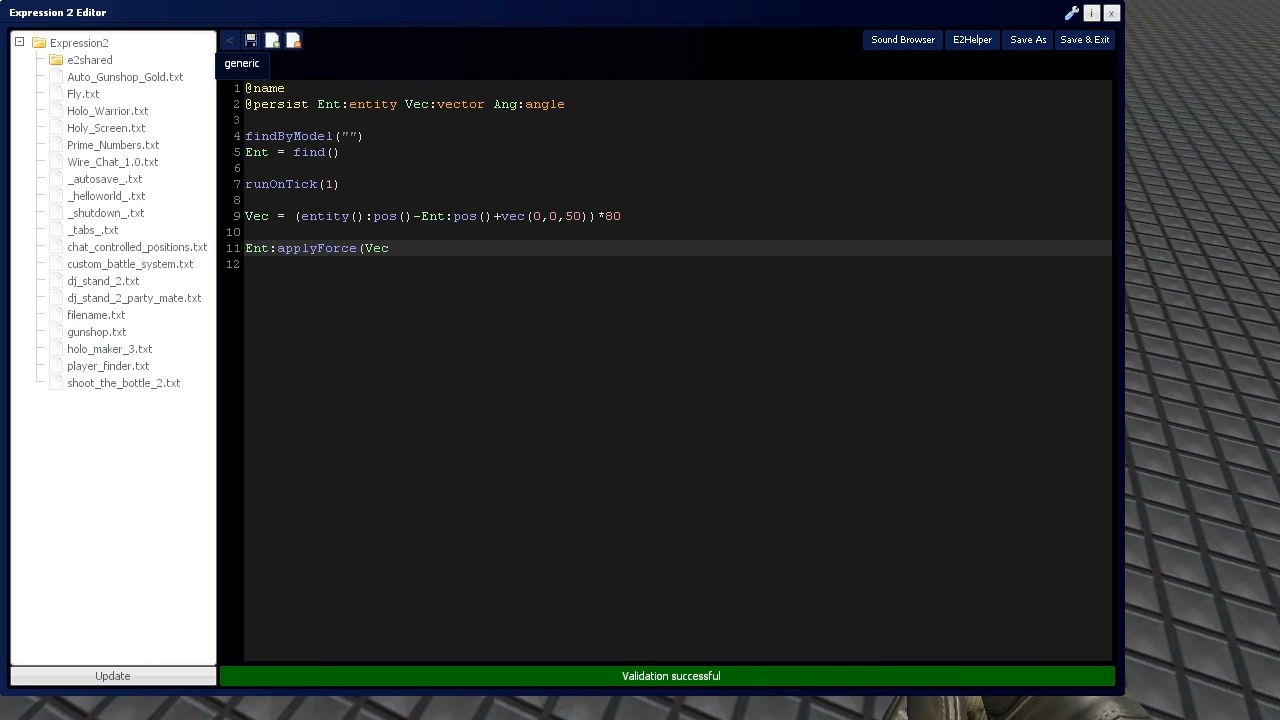 Expression 2 Editor
i
x
Expression2
e2shared
Auto_Gunshop_Gold.txt
Fly.txt
Holo_Warrior.txt
Holy_Screen.txt
Prime_Numbers.txt
Wire_Chat_1.0.txt
_autosave_.txt
_helloworld_.txt
_shutdown_.txt
_tabs_.txt
chat_controlled_positions.txt
custom_battle_system.txt
dj_stand_2.txt
dj_stand_2_party_mate.txt
filename.txt
gunshop.txt
holo_maker_3.txt
player_finder.txt
shoot_the_bottle_2.txt
Update
< Sound Browser E2Helper Save As Save & Exit
generic
1 @name
2 @persist Ent:entity Vec:vector Ang:angle
3
4 findByModel("")
5 Ent = find()
6
7 runOnTick(1)
8
9 Vec = (entity():pos()-Ent:pos()+vec(0,0,50))*80
10
11 Ent:applyForce(Vec
12
Validation successful